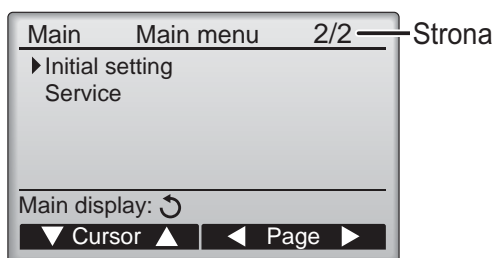 Main Main menu 2/2 Strona
Initial setting
Service
Main display:
Cursor Page